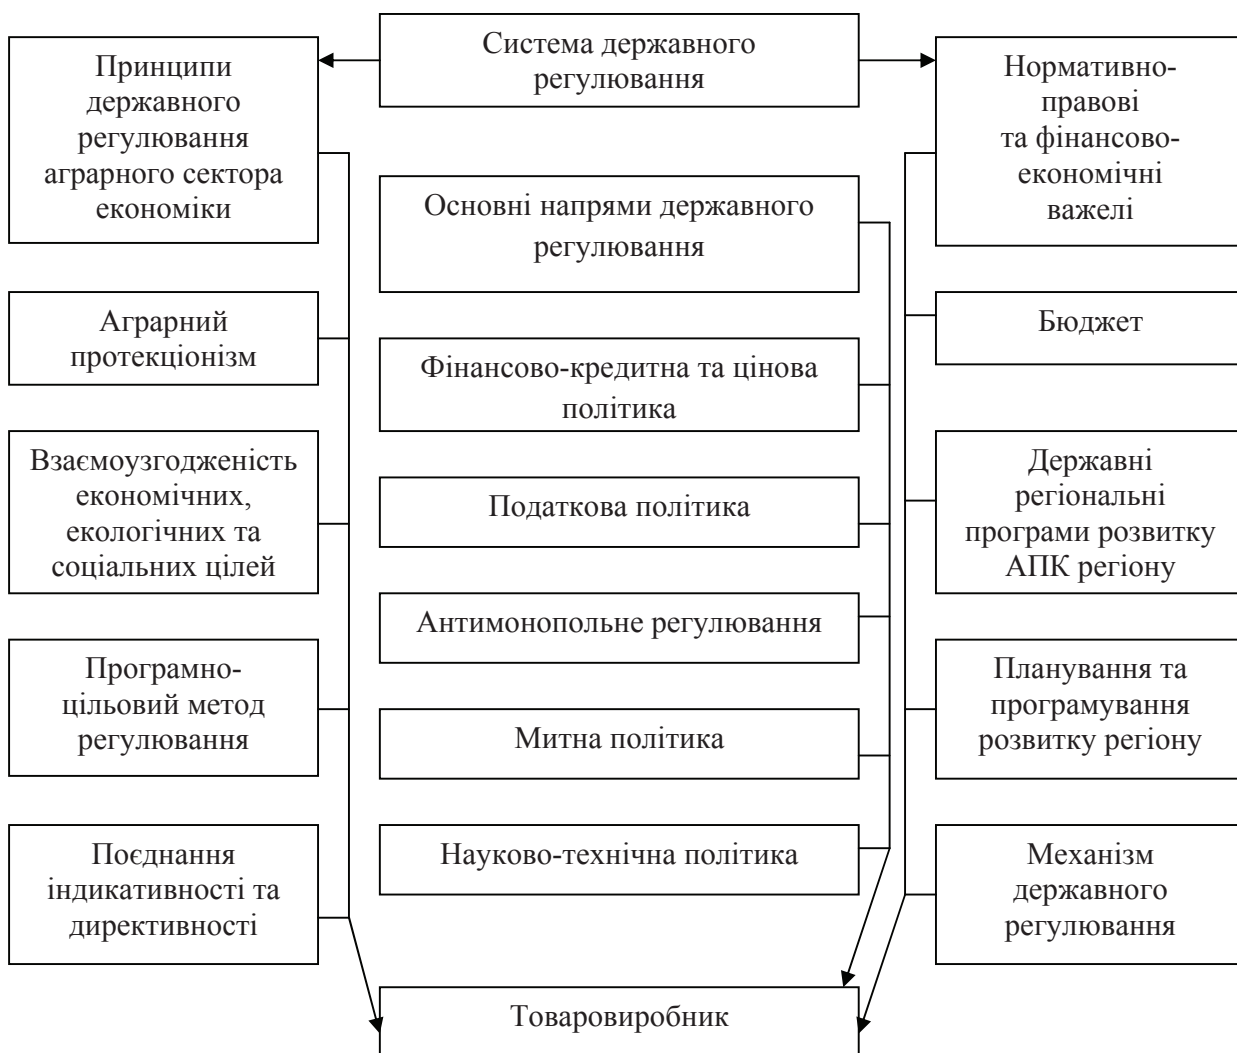 Система державного
регулювання
Принципи
державного
регулювання
аграрного сектора
економіки
Нормативно-
правові
та фінансово-
економічні
важелі
Основні напрями державного
регулювання
Аграрний
протекціонізм
Фінансово-кредитна та цінова
політика
Бюджет
Взаємоузгодженість
економічних,
екологічних та
соціальних цілей
Податкова політика
Державні
регіональні
програми розвитку
АПК регіону
Антимонопольне регулювання
Програмно-
цільовий метод
регулювання
Митна політика
Планування та
програмування
розвитку регіону
Поєднання
індикативності та
директивності
Науково-технічна політика
Механізм
державного
регулювання
Товаровиробник